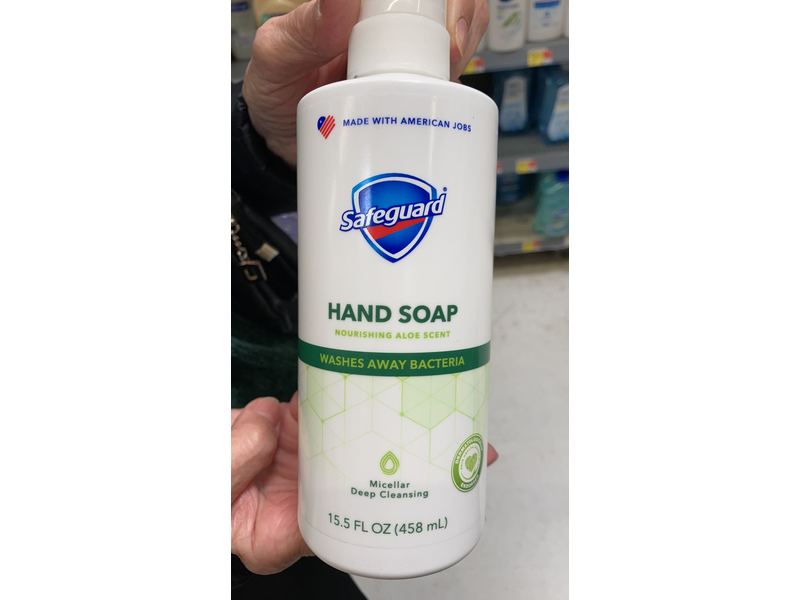 MADE WITH AMERICAN JOBS
Safeguard®
HAND SOAP
NOURISHING ALOE SCENT
WASHES AWAY BACTERIA
Micellar
Deep Cleansing
15.5 FL OZ (458 mL)